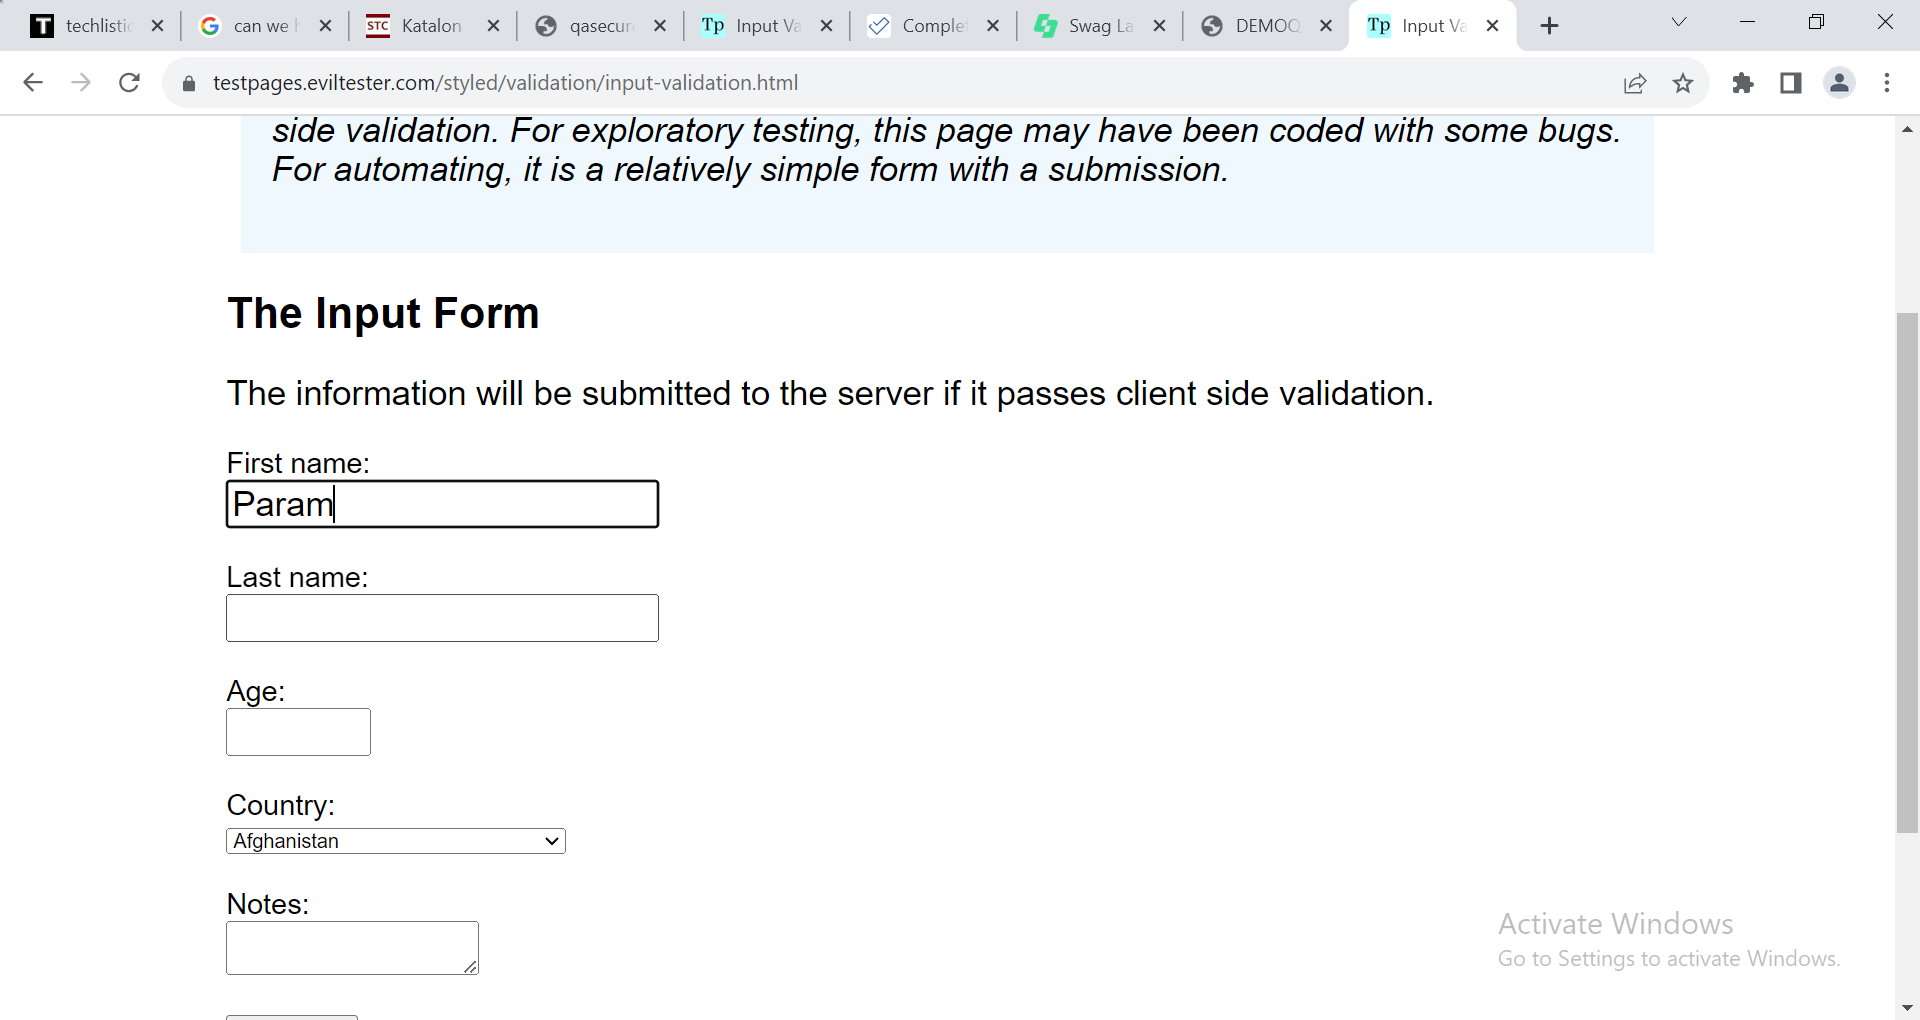 techlisti
can we h
STC Katalon
qasecur
Tp Input Va
Complet
Swag La
DEMOQ
Tp Input Va
testpages.eviltester.com/styled/validation/input-validation.html
side validation. For exploratory testing, this page may have been coded with some bugs.
For automating, it is a relatively simple form with a submission.
The Input Form
The information will be submitted to the server if it passes client side validation.
First name:
Param
Last name:
Age:
Country:
Afghanistan
Notes:
Activate Windows
Go to Settings to activate Windows.